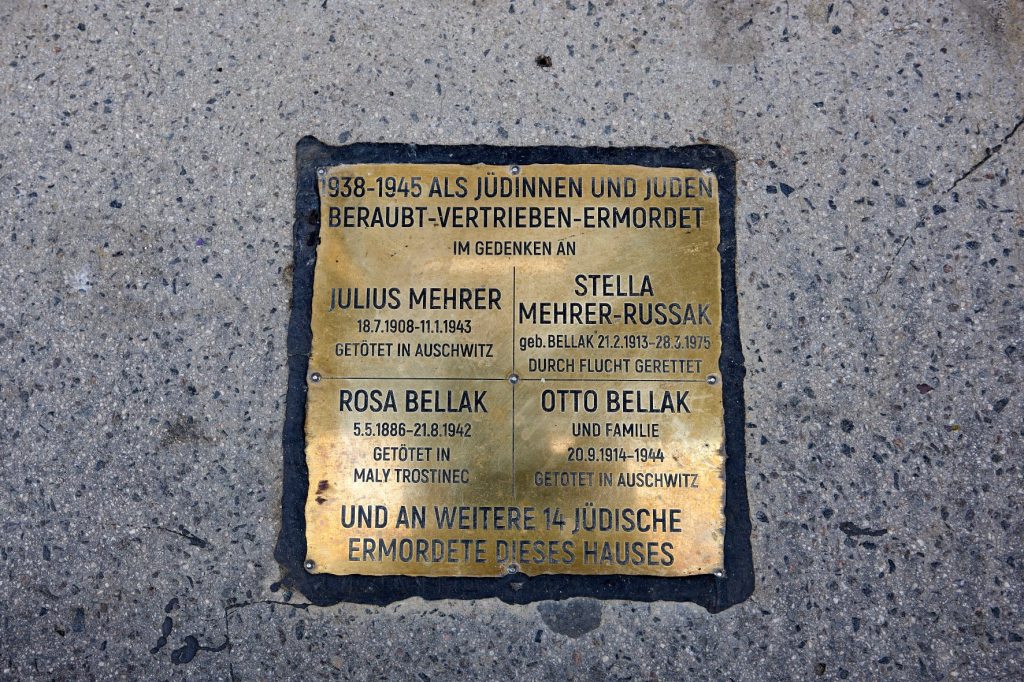 1938-1945 ALS JÜDINNEN UND JUDEN
BERAUBT-VERTRIEBEN-ERMORDET
IM GEDENKEN AN
JULIUS MEHRER
18.7.1908-11.1.1943
GETÖTET IN AUSCHWITZ
STELLA
MEHRER-RUSSAK
geb. BELLAK 21.2.1913-28.3.1975
DURCH FLUCHT GERETTET
ROSA BELLAK
5.5.1886-21.8.1942
GETÖTET IN
MALY TROSTINEC
OTTO BELLAK
UND FAMILIE
20.9.1914-1944
GETÖTET IN AUSCHWITZ
UND AN WEITERE 14 JÜDISCHE
ERMORDETE DIESES HAUSES